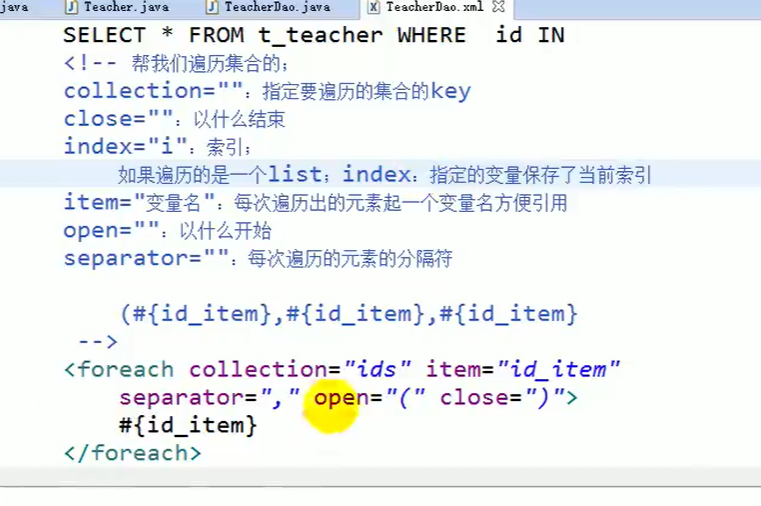 java Teacher.java TeacherDao.java TeacherDao.xml
SELECT * FROM t_teacher WHERE id IN
<!-- 帮我们遍历集合的;
collection="": 指定要遍历的集合的key
close="": 以什么结束
index="i": 索引;
如果遍历的是一个list; index: 指定的变量保存了当前索引
item="变量名": 每次遍历出的元素起一个变量名方便引用
open="": 以什么开始
separator="": 每次遍历的元素的分隔符
(#{id_item},#{id_item},#{id_item}
-->
<foreach collection="ids" item="id_item"
separator="," open="(" close=")">
#{id_item}
</foreach>